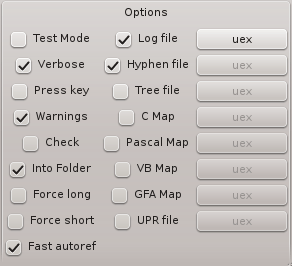 Options
Test Mode Log file uex
Verbose Hyphen file uex
Press key Tree file uex
Warnings C Map uex
Check Pascal Map uex
Into Folder VB Map uex
Force long GFA Map uex
Force short UPR file uex
Fast autoref